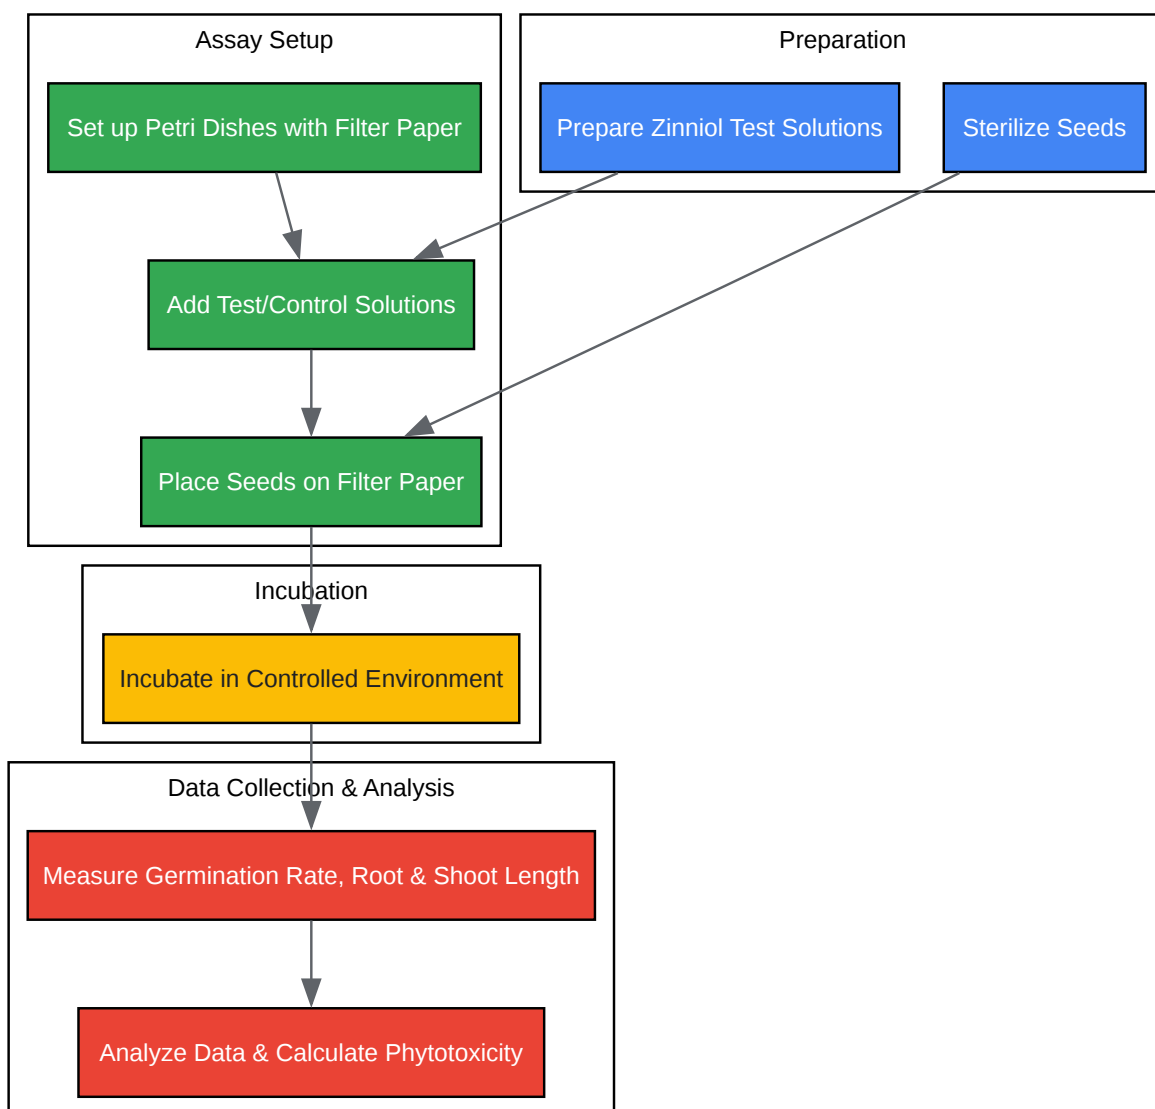 Assay Setup
Preparation
Set up Petri Dishes with Filter Paper
Prepare Zinniol Test Solutions
Sterilize Seeds
Add Test/Control Solutions
Place Seeds on Filter Paper
Incubation
Incubate in Controlled Environment
Data Collection & Analysis
Measure Germination Rate, Root & Shoot Length
Analyze Data & Calculate Phytotoxicity